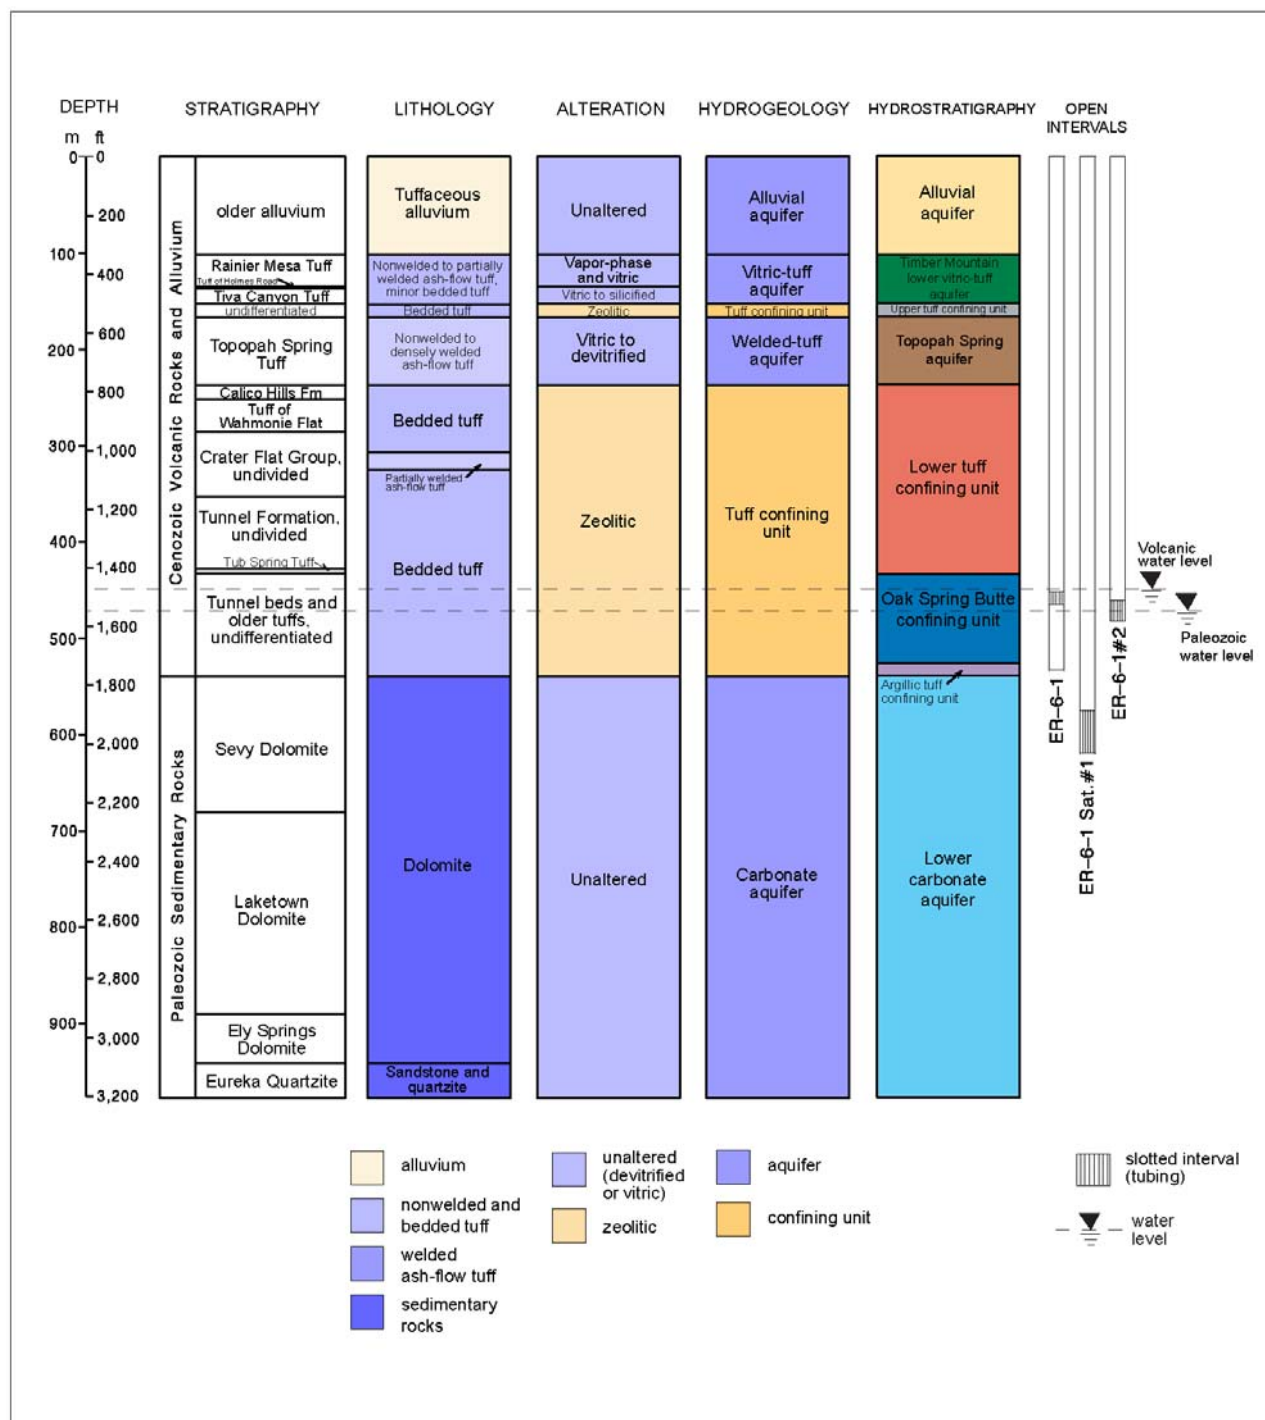 DEPTH
m ft
STRATIGRAPHY
LITHOLOGY
ALTERATION
HYDROGEOLOGY
HYDROSTRATIGRAPHY
OPEN
INTERVALS
0 0
200
100
400
600
200
800
300
1,000
1,200
400
1,400
1,600
500
1,800
600
2,000
2,200
700
2,400
2,600
800
2,800
900
3,000
3,200
Cenozoic Volcanic Rocks and Alluvium
Paleozoic Sedimentary Rocks
older alluvium
Rainier Mesa Tuff
Tuff of Holmes Road
Tiva Canyon Tuff
undifferentiated
Topopah Spring
Tuff
Calico Hills Fm
Tuff of
Wahmonie Flat
Crater Flat Group,
undivided
Tunnel Formation,
undivided
Tub Spring Tuff
Tunnel beds and
older tuffs,
undifferentiated
Sevy Dolomite
Laketown
Dolomite
Ely Springs
Dolomite
Eureka Quartzite
Tuffaceous
alluvium
Nonwelded to partially
welded ash-flow tuff,
minor bedded tuff
Bedded tuff
Nonwelded to
densely welded
ash-flow tuff
Bedded tuff
Partially welded
ash-flow tuff
Bedded tuff
Dolomite
Sandstone and
quartzite
Unaltered
Vapor-phase
and vitric
Vitric to silicified
Zeolitic
Vitric to
devitrified
Zeolitic
Unaltered
Alluvial
aquifer
Vitric-tuff
aquifer
Tuff confining unit
Welded-tuff
aquifer
Tuff confining
unit
Carbonate
aquifer
Alluvial
aquifer
Timber Mountain
lower vitric-tuff
aquifer
Upper tuff confining unit
Topopah Spring
aquifer
Lower tuff
confining unit
Oak Spring Butte
confining unit
Argillic tuff
confining unit
Lower
carbonate
aquifer
ER–6–1
ER–6–1 Sat.#1
ER–6–1#2
Volcanic
water level
Paleozoic
water level
alluvium
nonwelded and
bedded tuff
welded
ash-flow tuff
sedimentary
rocks
unaltered
(devitrified
or vitric)
zeolitic
aquifer
confining unit
slotted interval
(tubing)
water
level